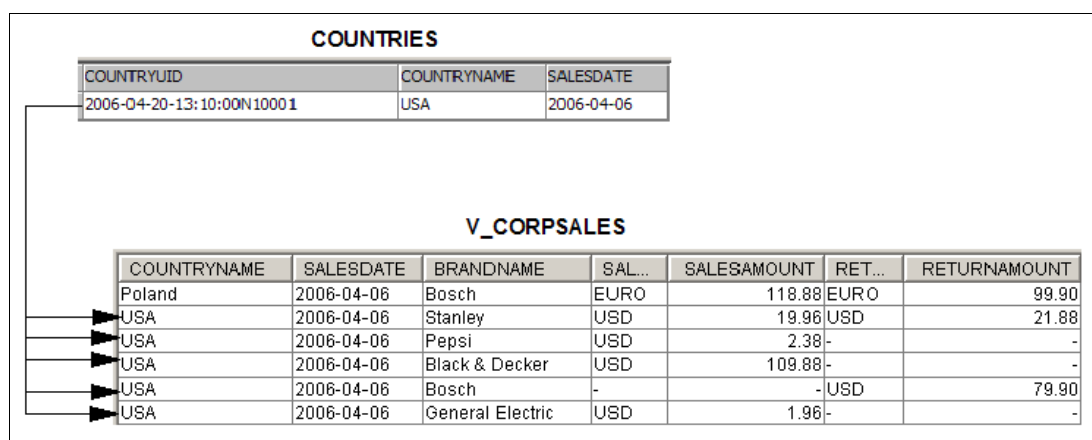 COUNTRIES
COUNTRYUID COUNTRYNAME SALESDATE
2006-04-20-13:10:00N10001 USA 2006-04-06
V_CORPSALES
COUNTRYNAME SALESDATE BRANDNAME SAL... SALESAMOUNT RET... RETURNAMOUNT
Poland 2006-04-06 Bosch EURO 118.88 EURO 99.90
USA 2006-04-06 Stanley USD 19.96 USD 21.88
USA 2006-04-06 Pepsi USD 2.38 - -
USA 2006-04-06 Black & Decker USD 109.88 - -
USA 2006-04-06 Bosch - - USD 79.90
USA 2006-04-06 General Electric USD 1.96 - -